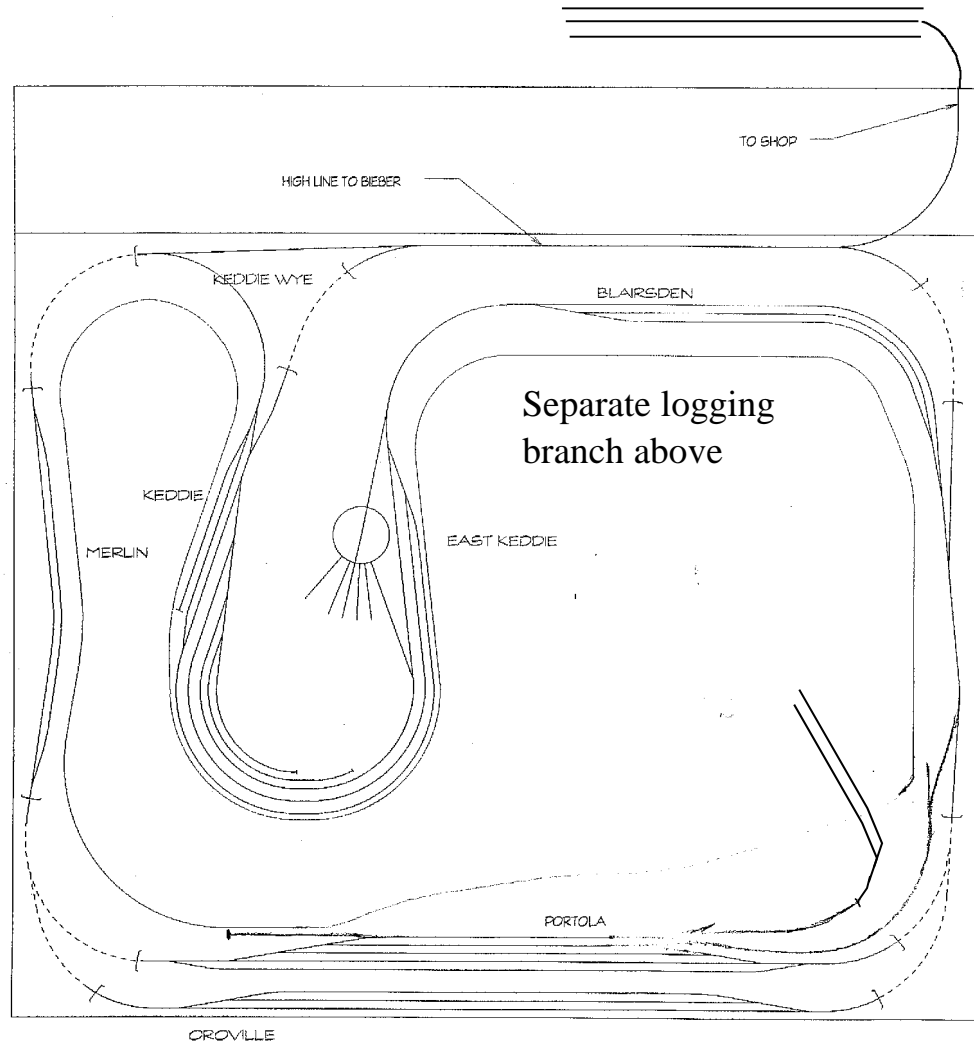 TO SHOP
HIGH LINE TO BIEBER
KEDDIE WYE
BLAIRSDEN
Separate logging
branch above
KEDDIE
MERLIN
EAST KEDDIE
PORTOLA
OROVILLE